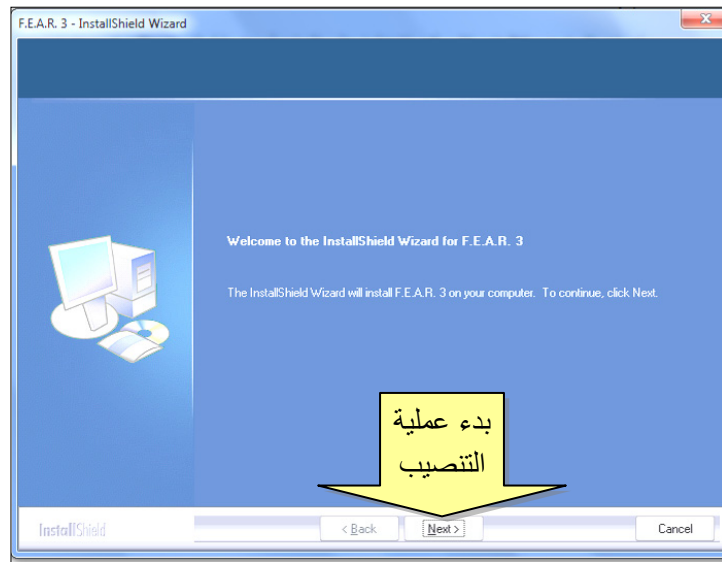 F.E.A.R. 3 - InstallShield Wizard
Welcome to the InstallShield Wizard for F.E.A.R. 3
The InstallShield Wizard will install F.E.A.R. 3 on your computer. To continue, click Next.
بدء عملية
التنصيب
InstallShield
< Back
Next >
Cancel